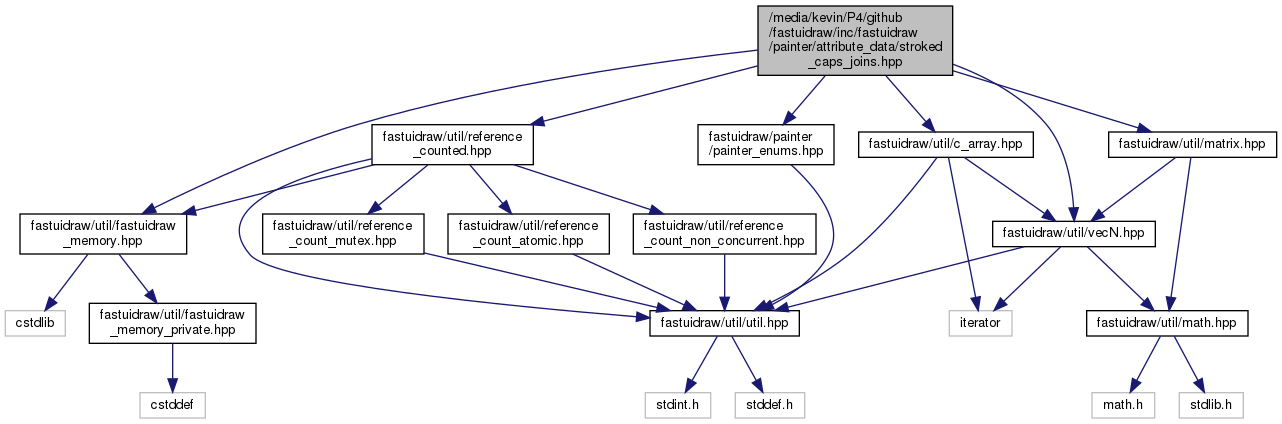 /media/kevin/P4/github
/fastuidraw/inc/fastuidraw
/painter/attribute_data/stroked
_caps_joins.hpp
fastuidraw/util/reference
_counted.hpp
fastuidraw/painter
/painter_enums.hpp
fastuidraw/util/c_array.hpp
fastuidraw/util/matrix.hpp
fastuidraw/util/fastuidraw
_memory.hpp
fastuidraw/util/reference
_count_mutex.hpp
fastuidraw/util/reference
_count_atomic.hpp
fastuidraw/util/reference
_count_non_concurrent.hpp
fastuidraw/util/vecN.hpp
cstdlib
fastuidraw/util/fastuidraw
_memory_private.hpp
fastuidraw/util/util.hpp
iterator
fastuidraw/util/math.hpp
cstddef
stdint.h
stddef.h
math.h
stdlib.h